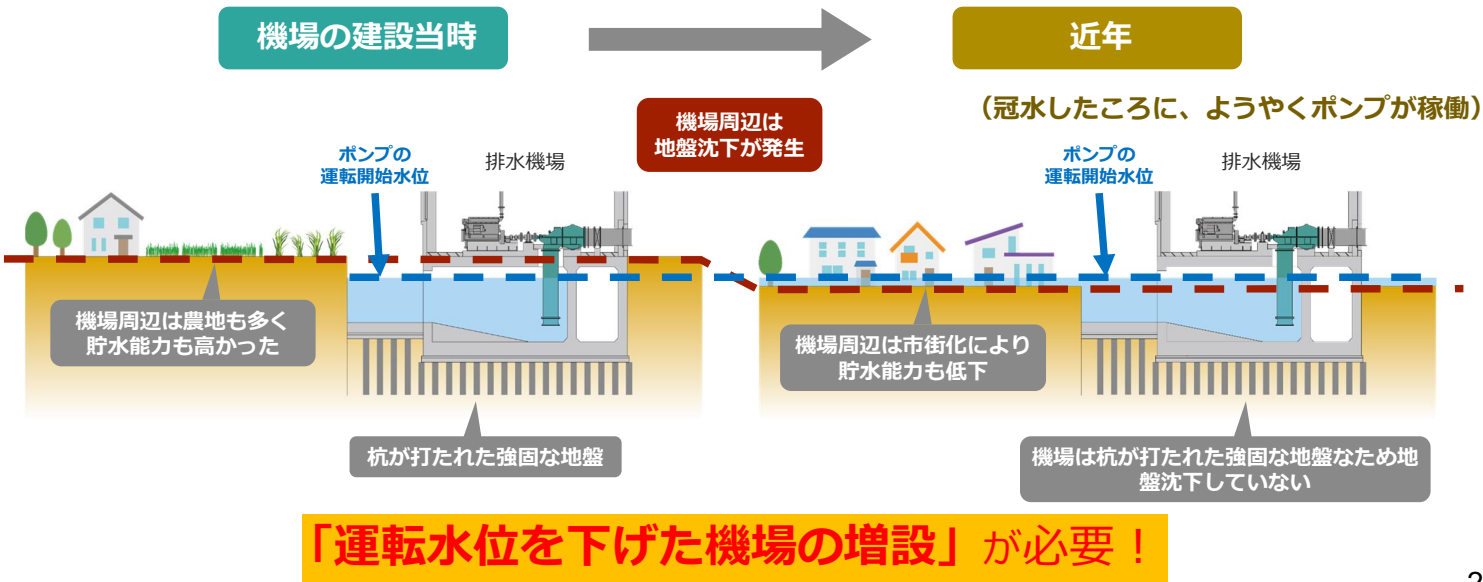 機場の建設当時
近年
（冠水したころに、ようやくポンプが稼働）
機場周辺は
地盤沈下が発生
ポンプの
運転開始水位
排水機場
ポンプの
運転開始水位
排水機場
機場周辺は農地も多く
貯水能力も高かった
機場周辺は市街化により
貯水能力も低下
杭が打たれた強固な地盤
機場は杭が打たれた強固な地盤なため地
盤沈下していない
「運転水位を下げた機場の増設」が必要！